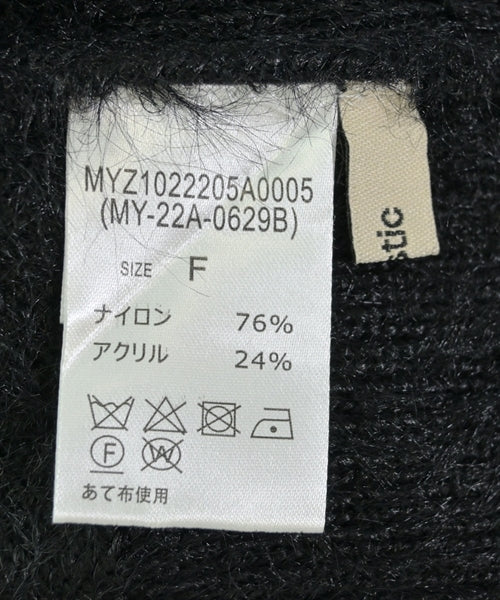 MYZ1022205A0005
(MY-22A-0629B)
SIZE F
ナイロン 76%
アクリル 24%
F W
あて布使用
stic